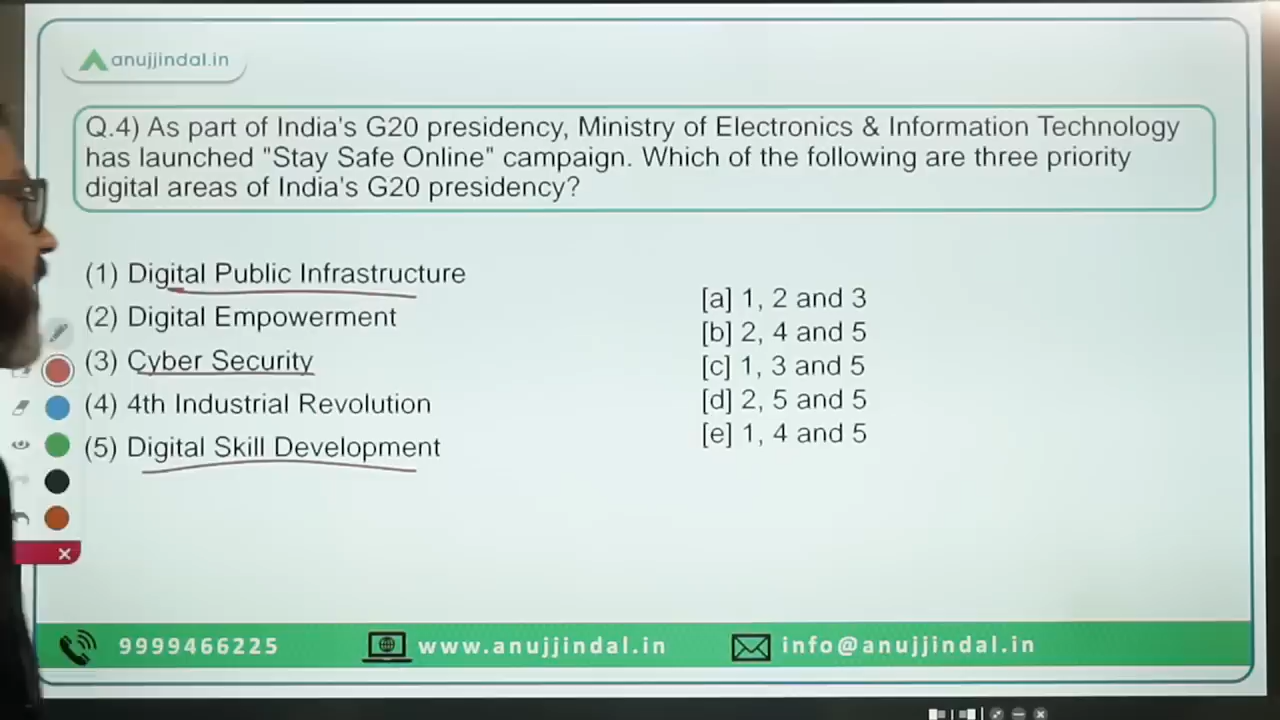 anujjindal.in
Q.4) As part of India's G20 presidency, Ministry of Electronics & Information Technology
has launched "Stay Safe Online" campaign. Which of the following are three priority
digital areas of India's G20 presidency?
(1) Digital Public Infrastructure
(2) Digital Empowerment
(3) Cyber Security
(4) 4th Industrial Revolution
(5) Digital Skill Development
[a] 1, 2 and 3
[b] 2, 4 and 5
[c] 1, 3 and 5
[d] 2, 5 and 5
[e] 1, 4 and 5
9999466225
www.anujjindal.in
info@anujjindal.in